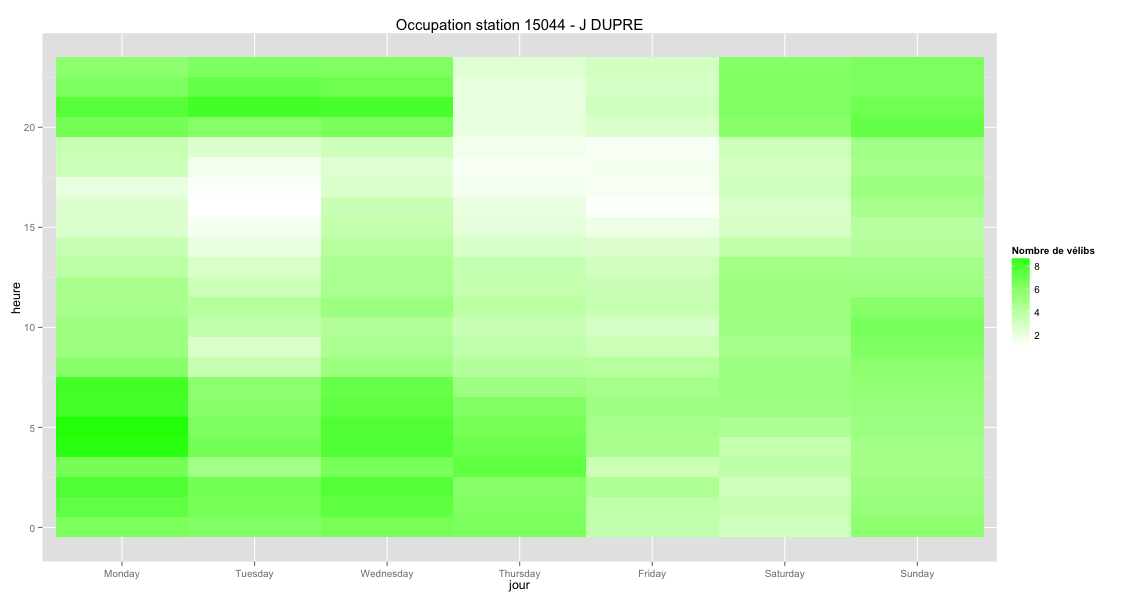 Occupation station 15044 - J DUPRE
heure
20
15
10
5
0
Monday Tuesday Wednesday Thursday Friday Saturday Sunday
jour
Nombre de vélibs
8
6
4
2